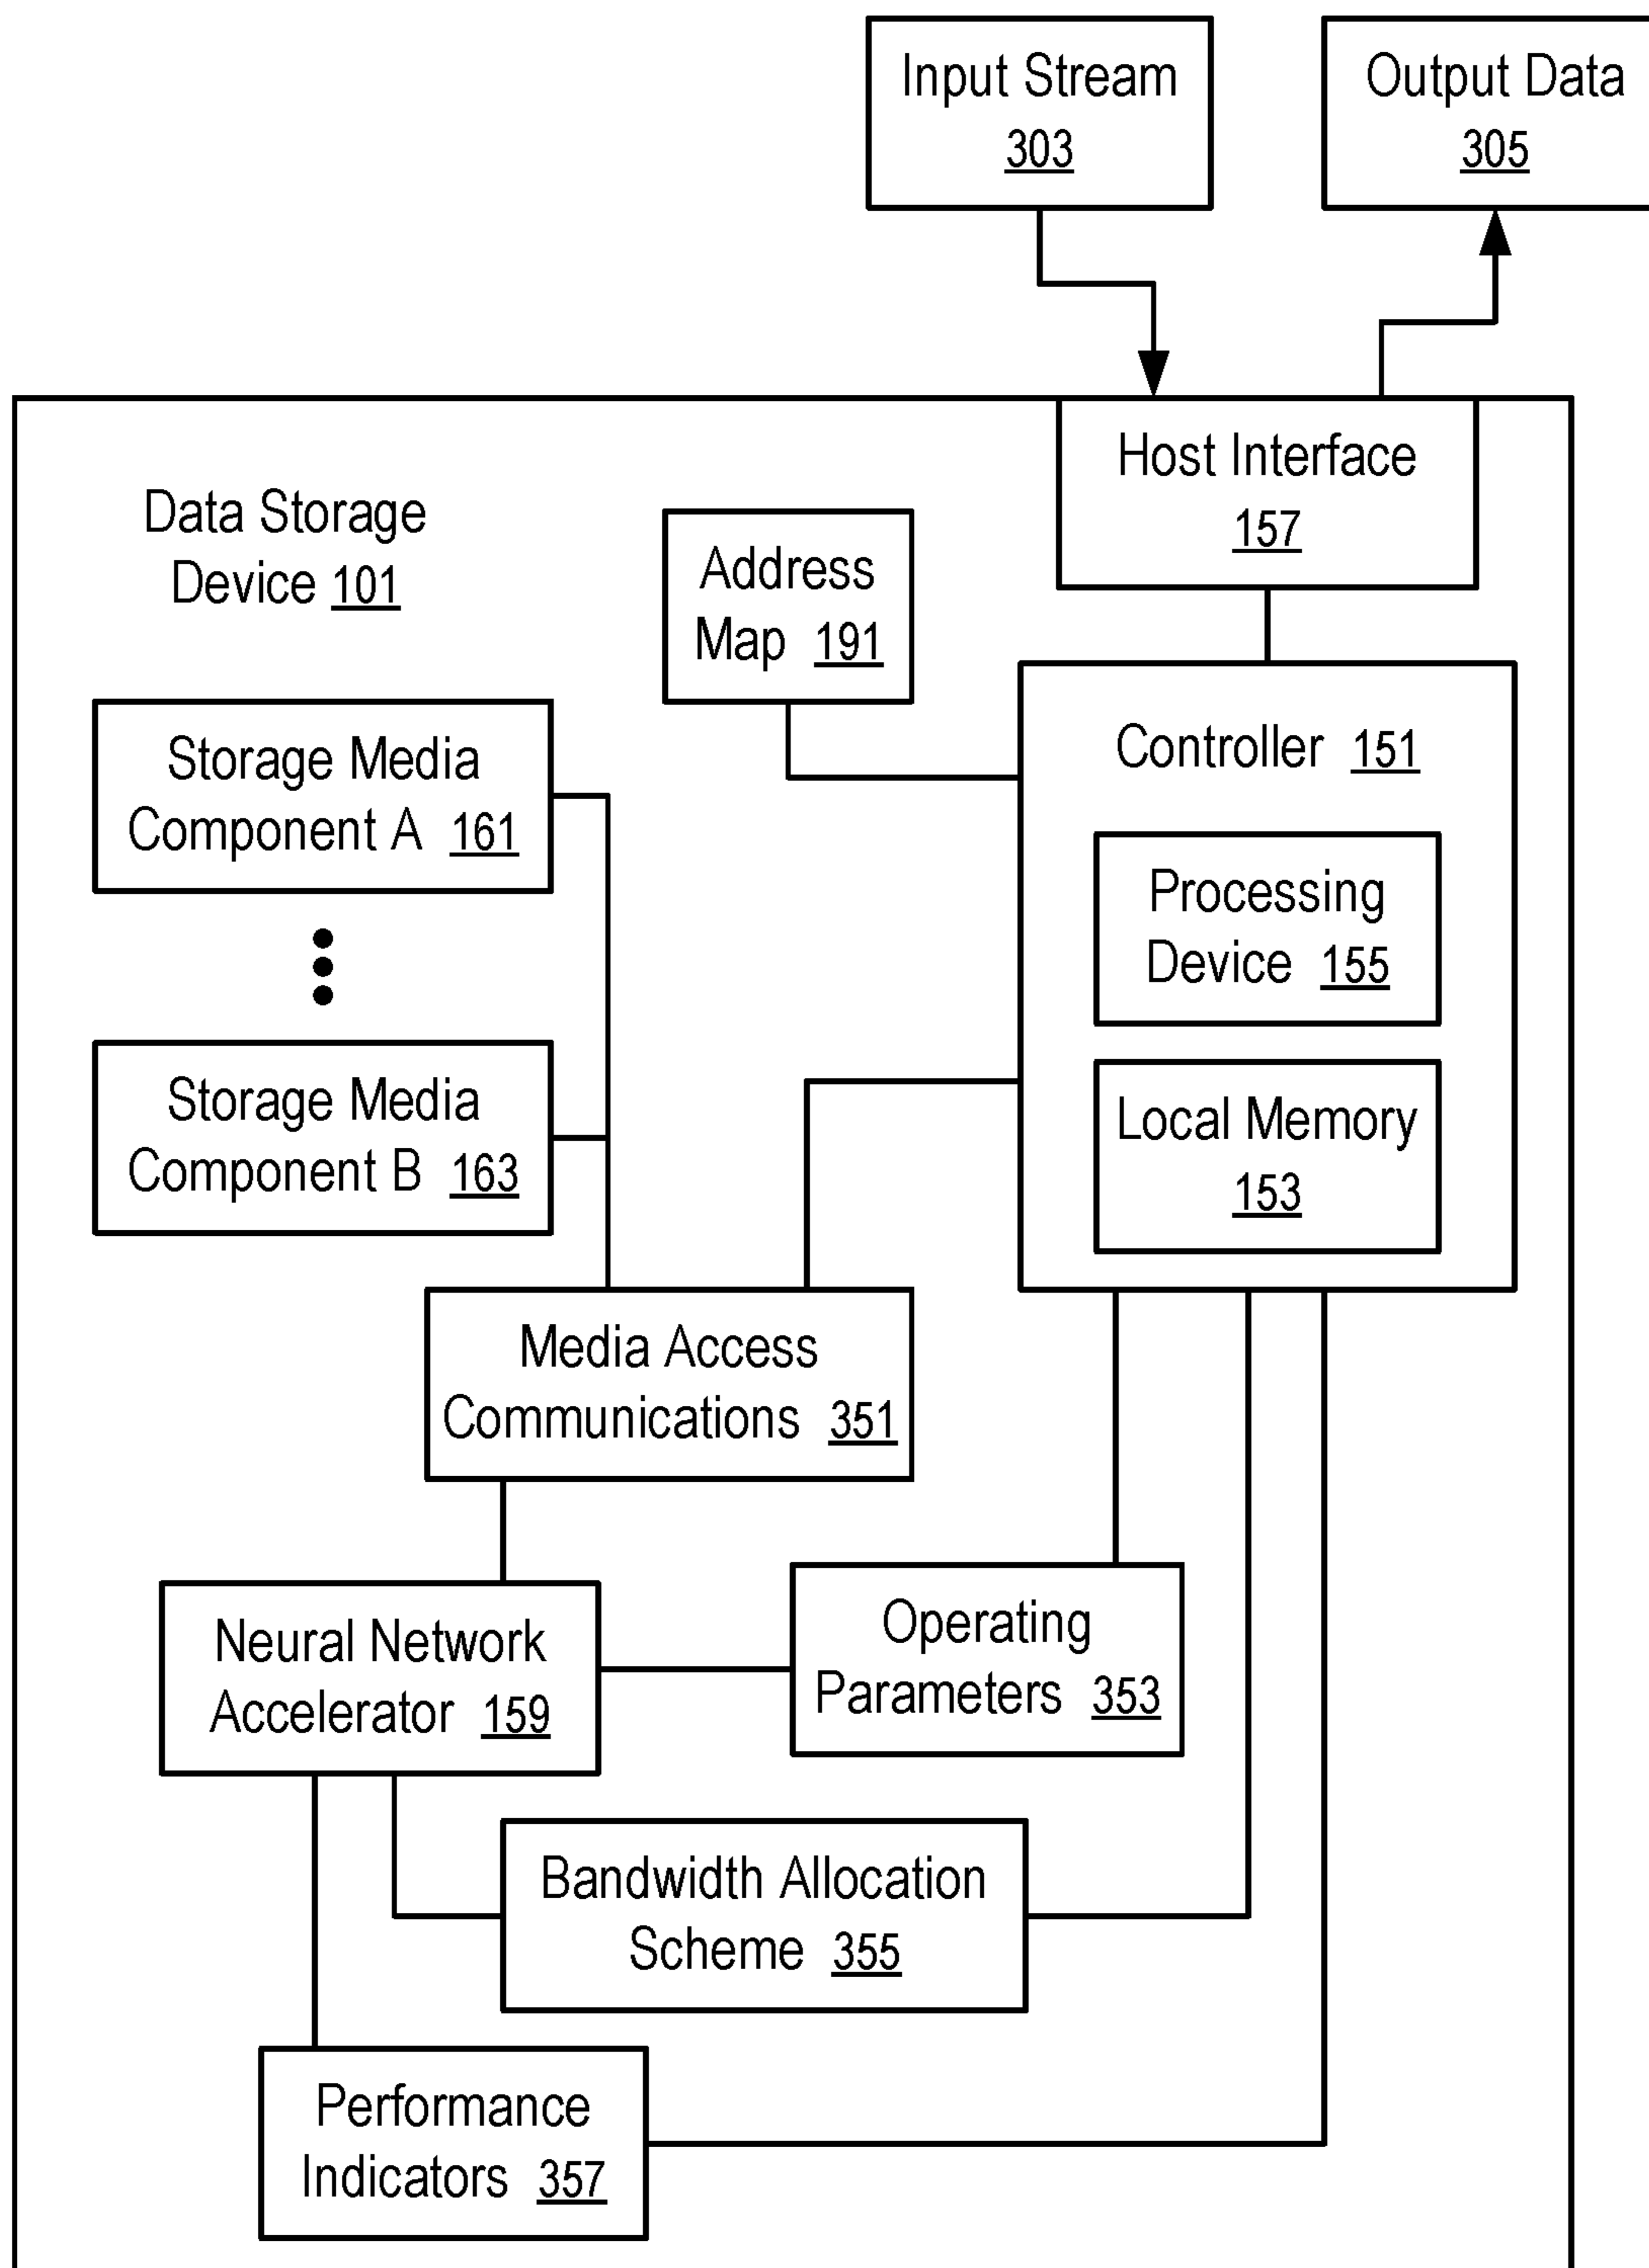 Input Stream
303
Output Data
305
Host Interface
157
Data Storage
Device 101
Address
Map 191
Controller 151
Storage Media
Component A 161
Processing
Device 155
Storage Media
Component B 163
Local Memory
153
Media Access
Communications 351
Neural Network
Accelerator 159
Operating
Parameters 353
Bandwidth Allocation
Scheme 355
Performance
Indicators 357